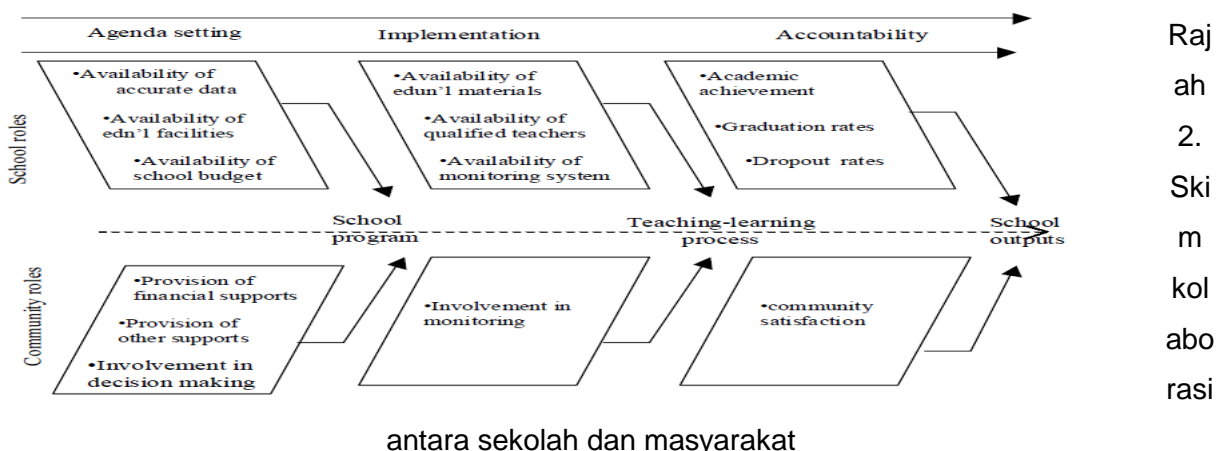 Agenda setting
Implementation
Accountability
School roles
•Availability of
accurate data
•Availability of
edn'l facilities
•Availability of
school budget
•Availability of
edun'l materials
•Availability of
qualified teachers
•Availability of
monitoring system
•Academic
achievement
•Graduation rates
•Dropout rates
School
program
Teaching-learning
process
School
outputs
Community roles
•Provision of
financial supports
•Provision of
other supports
•Involvement in
decision making
•Involvement in
monitoring
•community
satisfaction
Raj
ah
2.
Ski
m
kol
abo
rasi
antara sekolah dan masyarakat